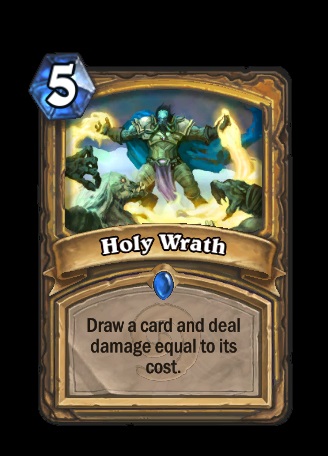 5
Holy Wrath
Draw a card and deal
damage equal to its
cost.